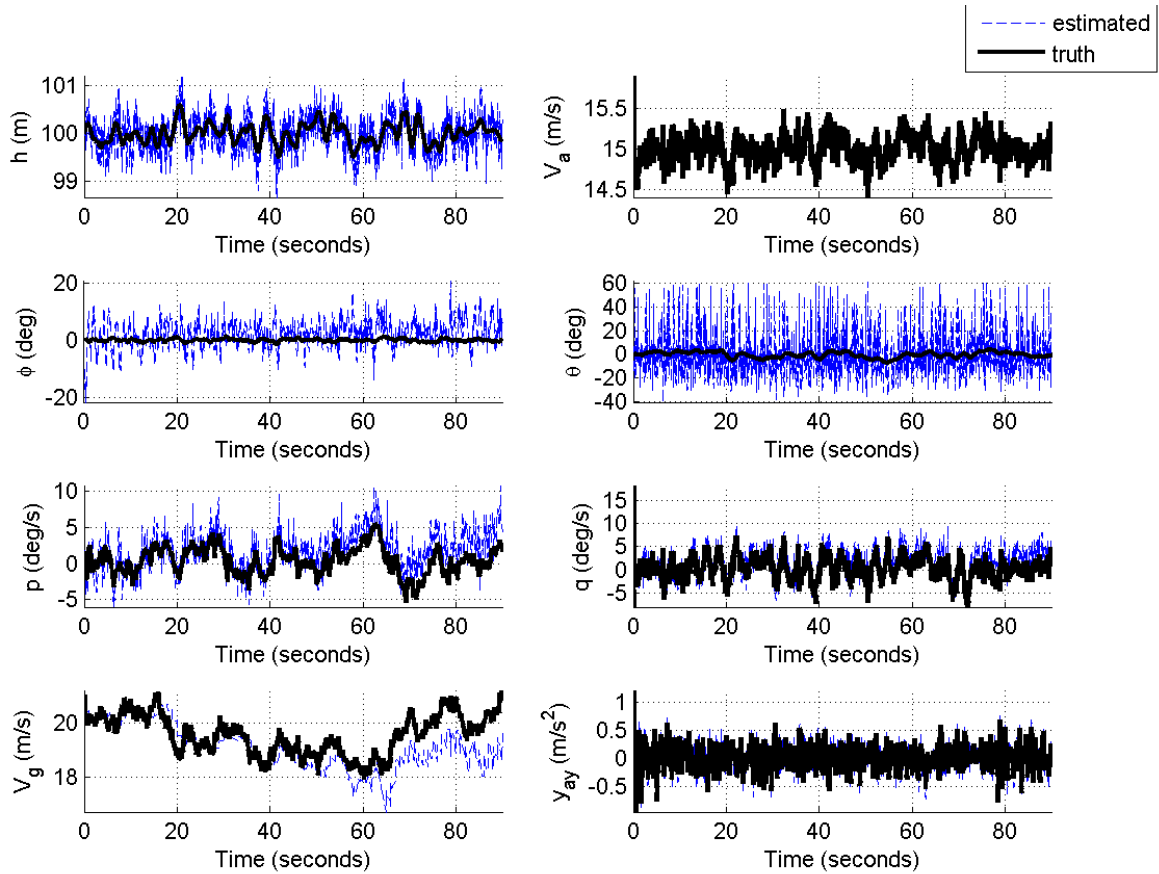 estimated
truth
h (m)
101
100
99
0 20 40 60 80
Time (seconds)
V_a (m/s)
15.5
15
14.5
0 20 40 60 80
Time (seconds)
ϕ (deg)
20
0
-20
0 20 40 60 80
Time (seconds)
θ (deg)
60
40
20
0
-20
-40
0 20 40 60 80
Time (seconds)
p (deg/s)
10
5
0
-5
0 20 40 60 80
Time (seconds)
q (deg/s)
15
10
5
0
-5
0 20 40 60 80
Time (seconds)
V_g (m/s)
20
18
0 20 40 60 80
Time (seconds)
y_ay (m/s²)
1
0.5
0
-0.5
0 20 40 60 80
Time (seconds)